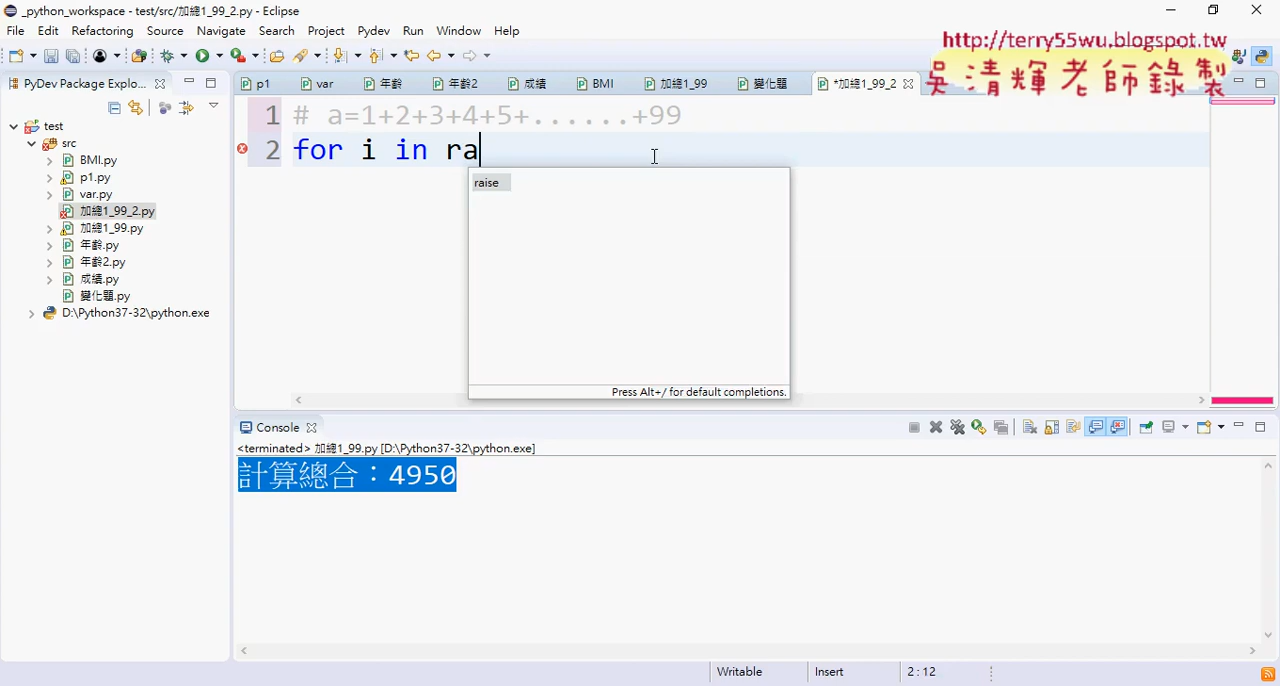 _python_workspace - test/src/加總1_99_2.py - Eclipse
File Edit Refactoring Source Navigate Search Project Pydev Run Window Help
http://terry55wu.blogspot.tw
吳清輝老師錄製
PyDev Package Explo...
p1 var 年齡 年齡2 成績 BMI 加總1_99 變化題 *加總1_99_2
test
src
BMI.py
p1.py
var.py
加總1_99_2.py
加總1_99.py
年齡.py
年齡2.py
成績.py
變化題.py
D:\Python37-32\python.exe
1 # a=1+2+3+4+5+......+99
2 for i in ra
raise
Press Alt+/ for default completions.
Console
<terminated> 加總1_99.py [D:\Python37-32\python.exe]
計算總合：4950
Writable Insert 2 : 12